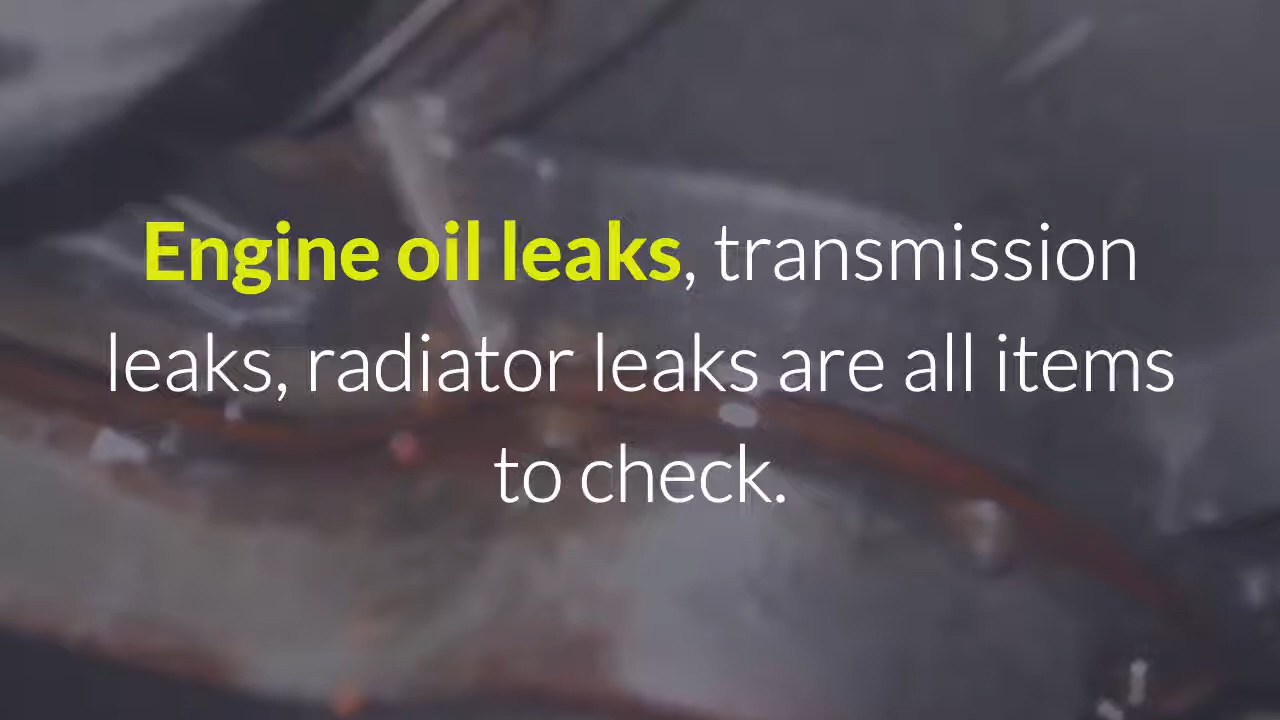 Engine oil leaks, transmission
leaks, radiator leaks are all items
to check.